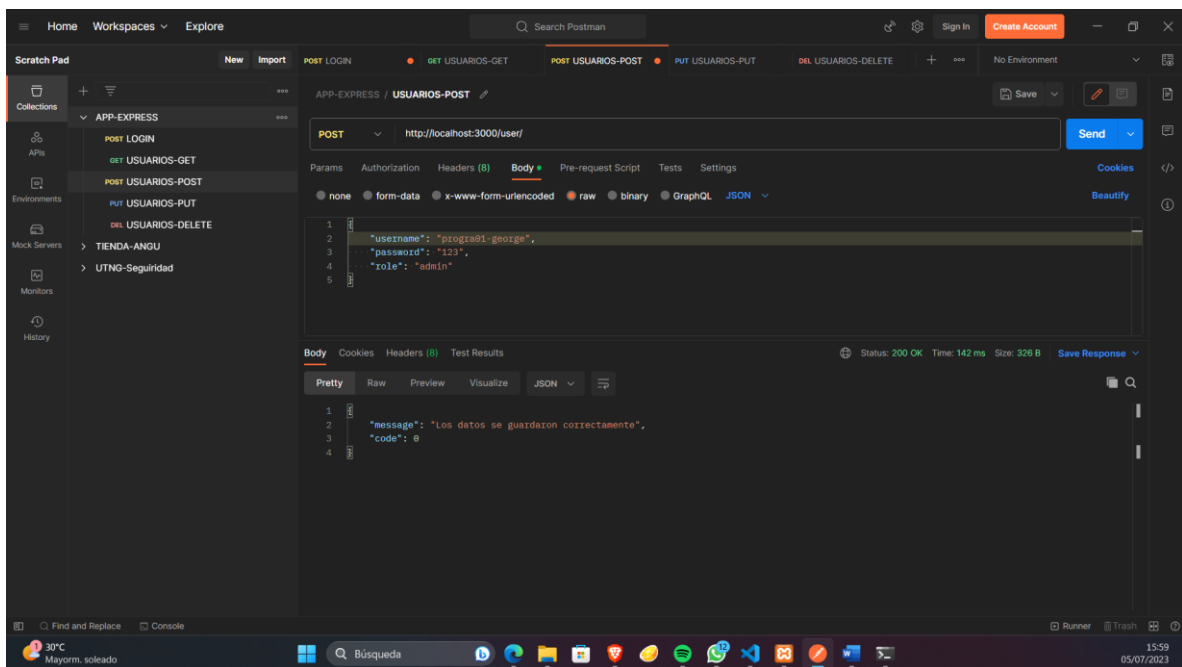 Home Workspaces Explore Search Postman Sign In Create Account
Scratch Pad New Import POST LOGIN GET USUARIOS-GET POST USUARIOS-POST PUT USUARIOS-PUT DEL USUARIOS-DELETE No Environment
Collections
APIs
Environments
Mock Servers
Monitors
History
APP-EXPRESS
POST LOGIN
GET USUARIOS-GET
POST USUARIOS-POST
PUT USUARIOS-PUT
DEL USUARIOS-DELETE
TIENDA-ANGU
UTNG-Seguiridad
APP-EXPRESS / USUARIOS-POST Save
POST http://localhost:3000/user/ Send
Params Authorization Headers (8) Body Pre-request Script Tests Settings Cookies
none form-data x-www-form-urlencoded raw binary GraphQL JSON Beautify
1 {
2 "username": "progra01-george",
3 "password": "123",
4 "role": "admin"
5 }
Body Cookies Headers (8) Test Results Status: 200 OK Time: 142 ms Size: 326 B Save Response
Pretty Raw Preview Visualize JSON
1 {
2 "message": "Los datos se guardaron correctamente",
3 "code": 0
4 }
Find and Replace Console Runner Trash
1 30°C
Mayorm. soleado
Búsqueda
12
15:59
05/07/2023